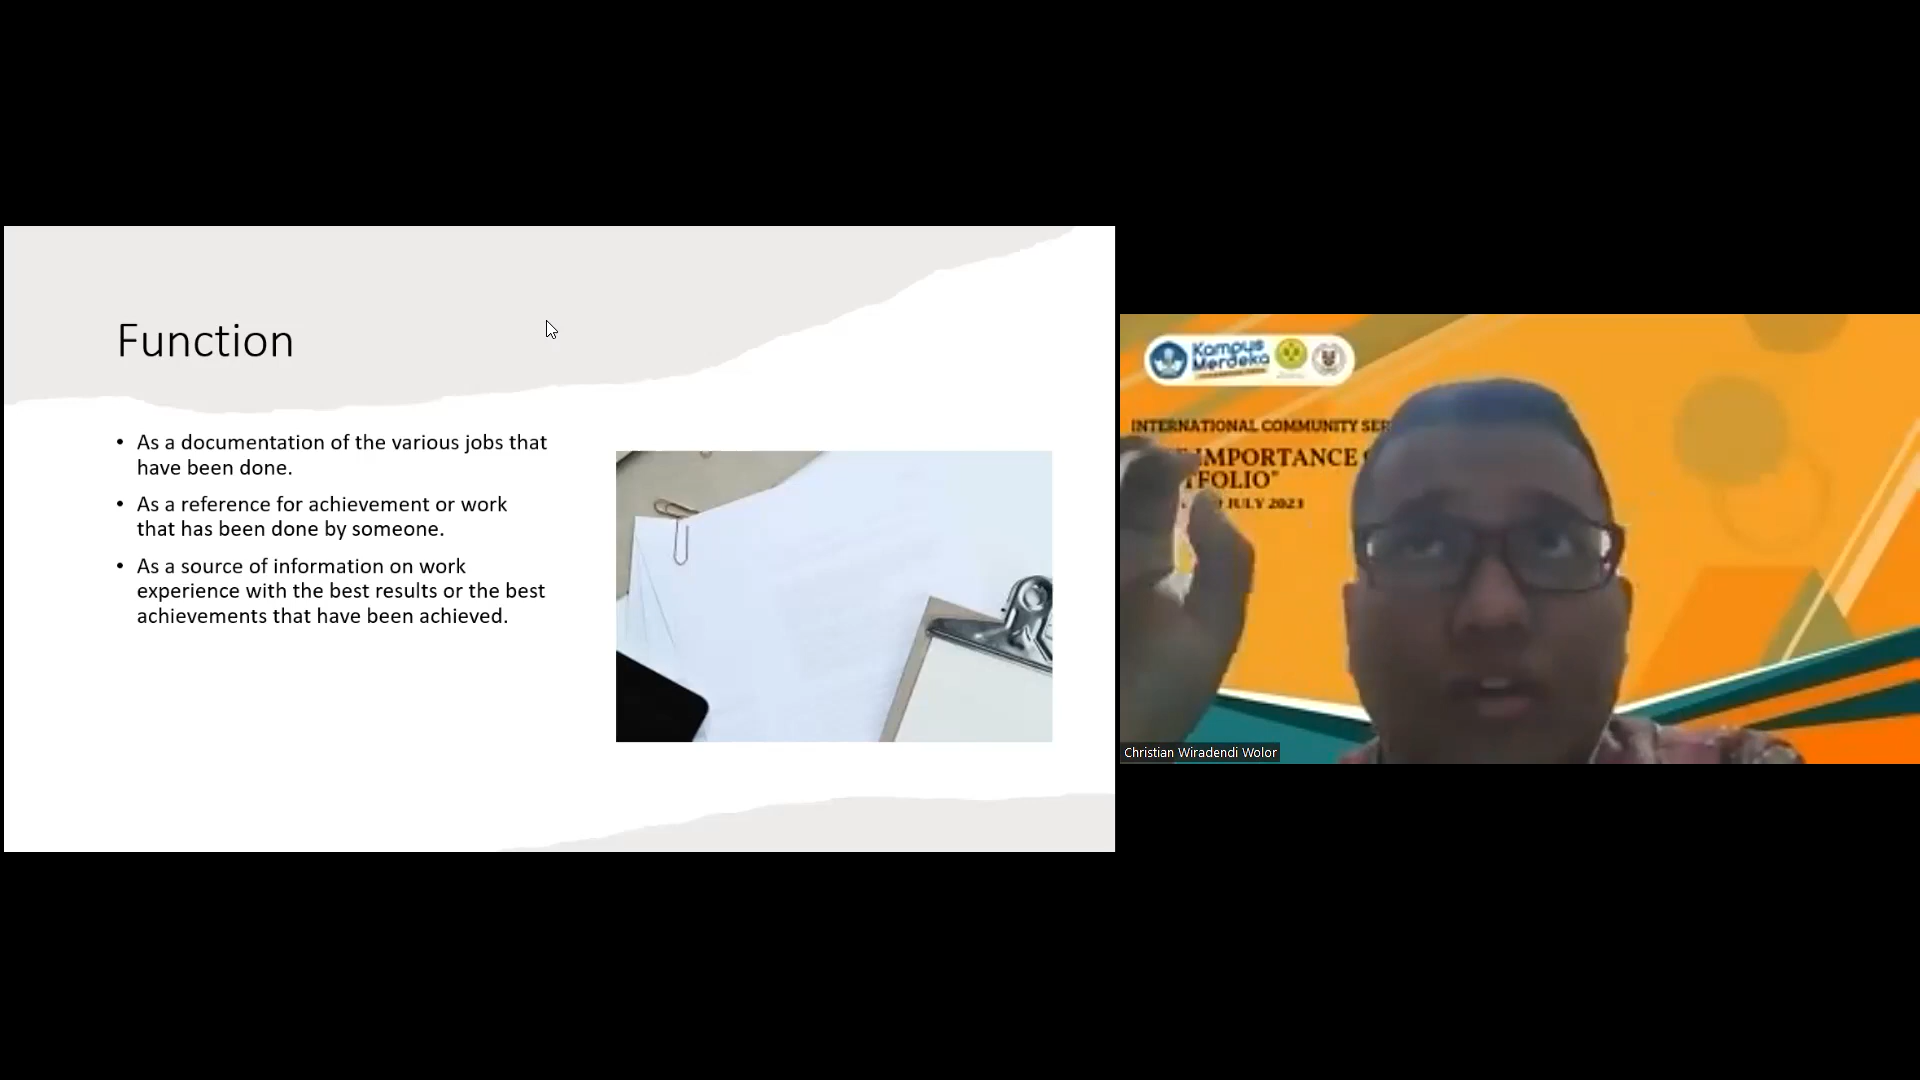 Function
• As a documentation of the various jobs that
have been done.
• As a reference for achievement or work
that has been done by someone.
• As a source of information on work
experience with the best results or the best
achievements that have been achieved.
Kampus
Merdeka
INTERNATIONAL COMMUNITY SER
IMPORTANCE
TFOLIO"
JULY 2023
Christian Wiradendi Wolor